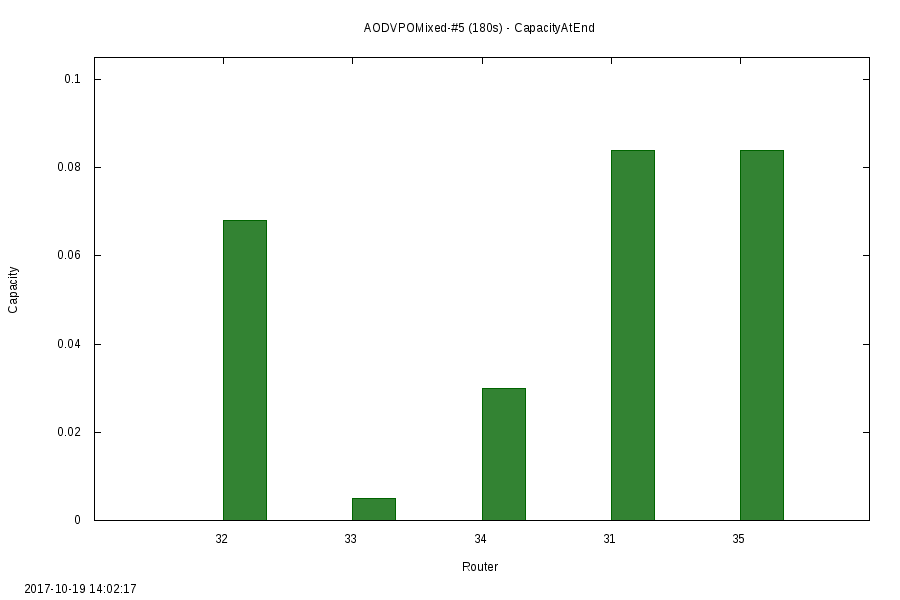 AODVPOMixed-#5 (180s) - CapacityAtEnd
0.1
0.08
0.06
0.04
0.02
0
Capacity
32 33 34 31 35
Router
2017-10-19 14:02:17